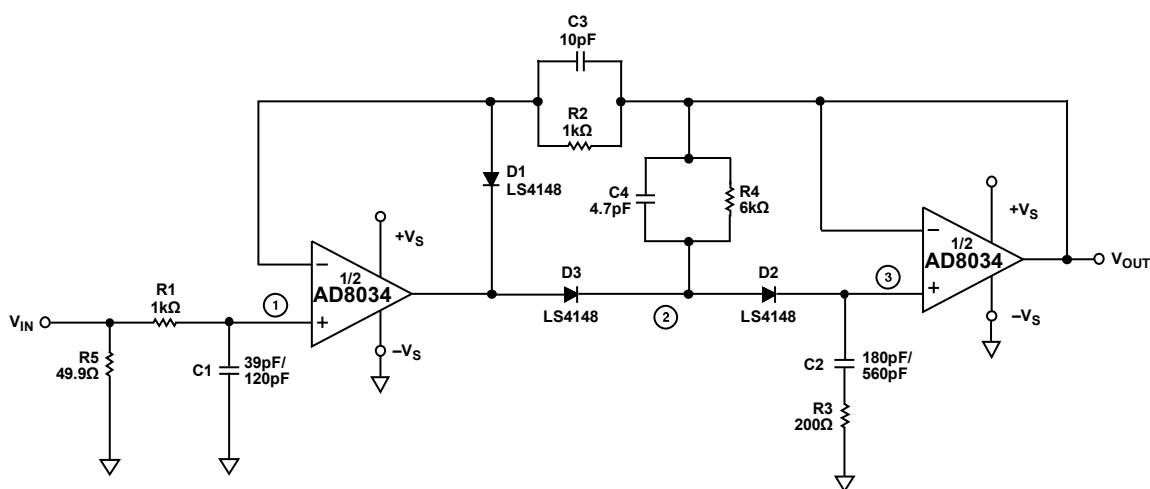 C3
10pF
R2
1kΩ
D1
LS4148
C4
4.7pF
R4
6kΩ
+VS
1/2
AD8034
−
+
−VS
R1
1kΩ
1
VIN
R5
49.9Ω
C1
39pF/
120pF
D3
LS4148
2
D2
LS4148
3
+VS
1/2
AD8034
−
+
−VS
VOUT
C2
180pF/
560pF
R3
200Ω